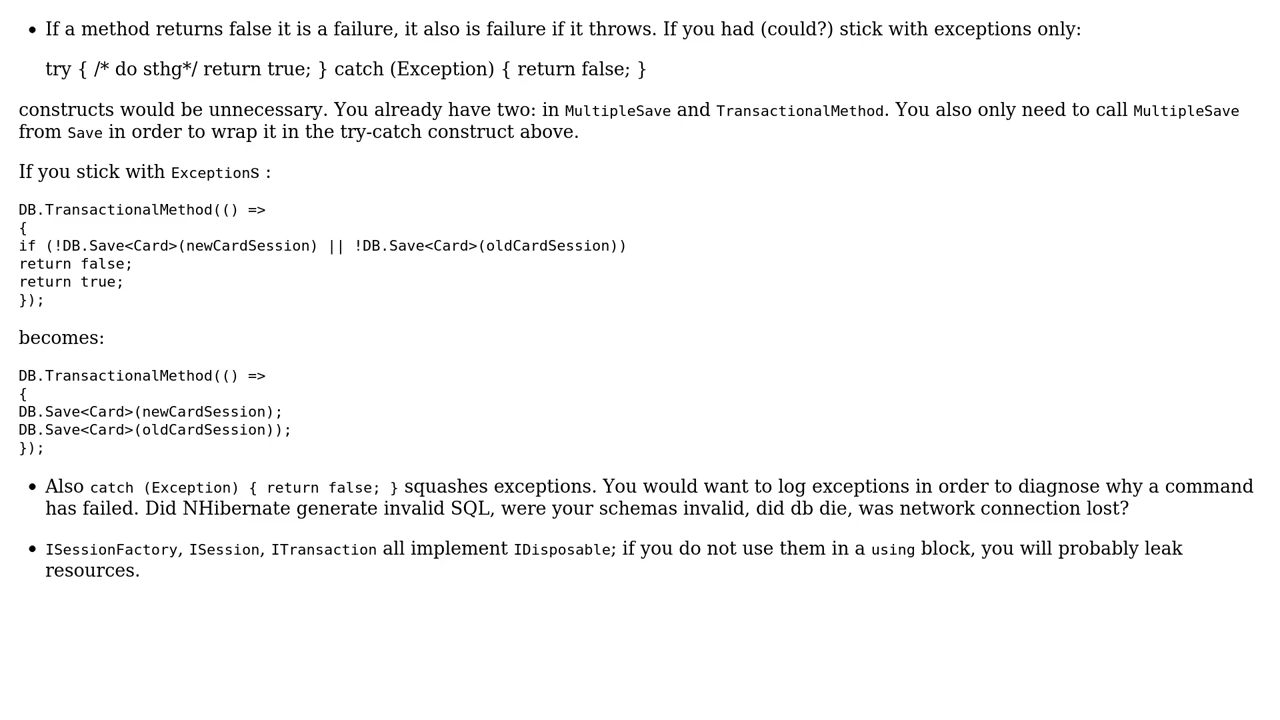 If a method returns false it is a failure, it also is failure if it throws. If you had (could?) stick with exceptions only:
try { /* do sthg*/ return true; } catch (Exception) { return false; }
constructs would be unnecessary. You already have two: in MultipleSave and TransactionalMethod. You also only need to call MultipleSave
from Save in order to wrap it in the try-catch construct above.
If you stick with Exceptions :
DB.TransactionalMethod(() =>
{
if (!DB.Save<Card>(newCardSession) || !DB.Save<Card>(oldCardSession))
return false;
return true;
});
becomes:
DB.TransactionalMethod(() =>
{
DB.Save<Card>(newCardSession);
DB.Save<Card>(oldCardSession));
});
Also catch (Exception) { return false; } squashes exceptions. You would want to log exceptions in order to diagnose why a command
has failed. Did NHibernate generate invalid SQL, were your schemas invalid, did db die, was network connection lost?
ISessionFactory, ISession, ITransaction all implement IDisposable; if you do not use them in a using block, you will probably leak
resources.